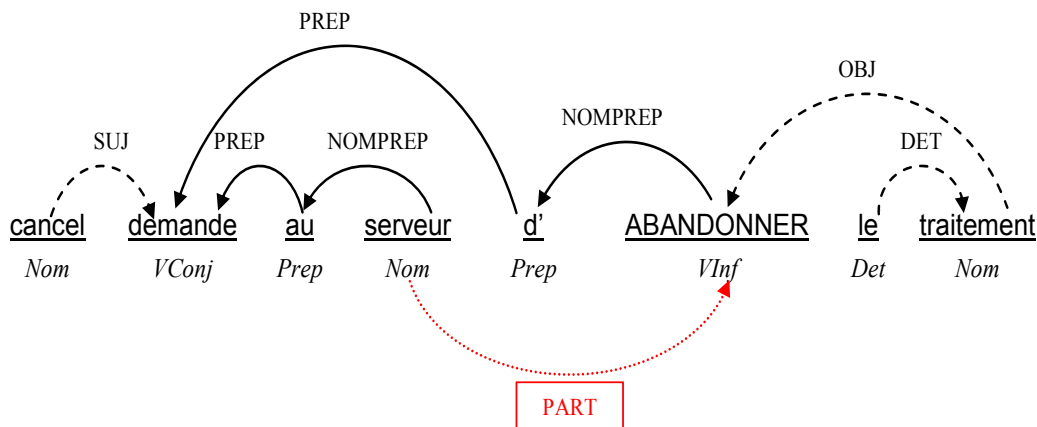 PREP
OBJ
NOMPREP
SUJ PREP NOMPREP DET
cancel demande au serveur d' ABANDONNER le traitement
Nom VConj Prep Nom Prep VInf Det Nom
PART